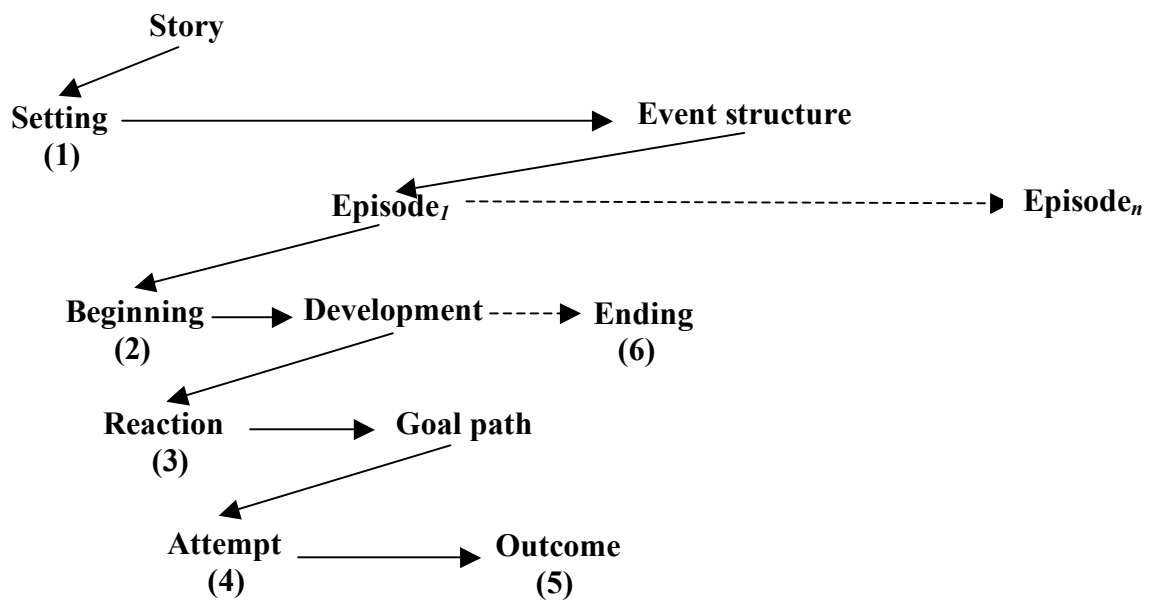 Story
Setting Event structure
(1)
Episode1 Episoden
Beginning Development Ending
(2) (6)
Reaction Goal path
(3)
Attempt Outcome
(4) (5)